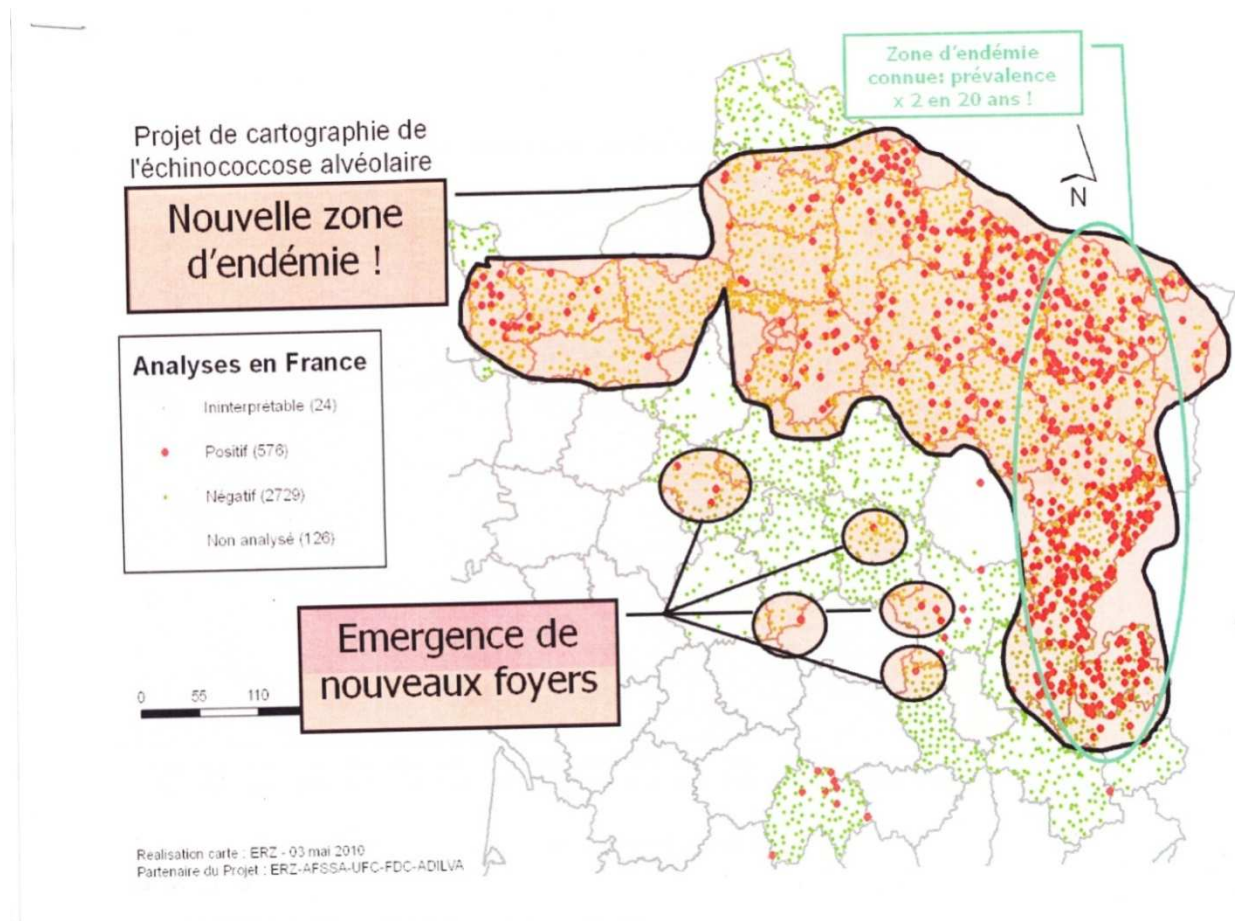 Zone d'endémie
connue: prévalence
x 2 en 20 ans !
Projet de cartographie de
l'échinococcose alvéolaire
Nouvelle zone
d'endémie !
N
Analyses en France
Ininterprétable (24)
Positif (576)
Négatif (2729)
Non analysé (126)
Emergence de
nouveaux foyers
0 55 110
Realisation carte : ERZ - 03 mai 2010
Partenaire du Projet : ERZ-AFSSA-UFC-FDC-ADILVA